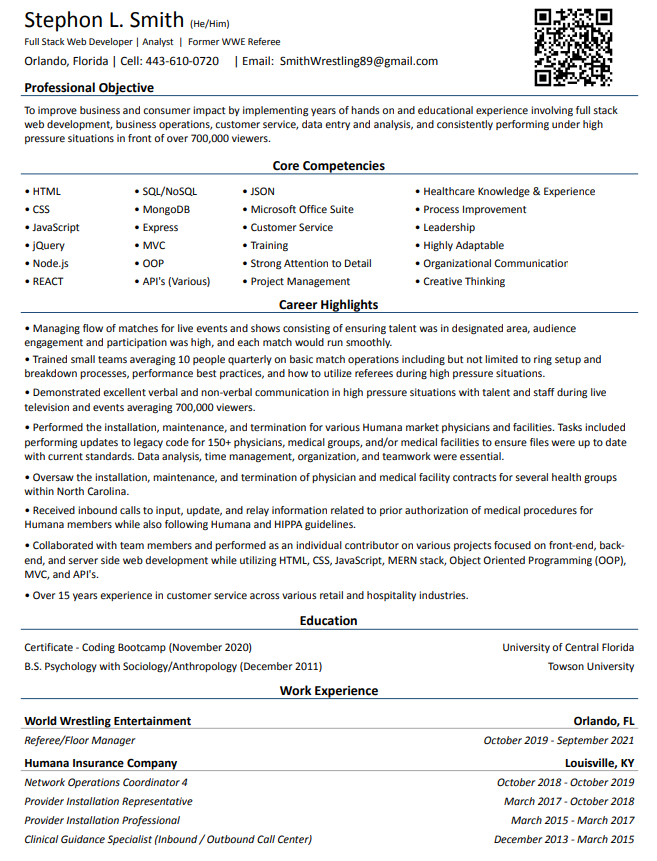 Stephon L. Smith (He/Him)
Full Stack Web Developer | Analyst | Former WWE Referee
Orlando, Florida | Cell: 443-610-0720 | Email: SmithWrestling89@gmail.com
Professional Objective
To improve business and consumer impact by implementing years of hands on and educational experience involving full stack
web development, business operations, customer service, data entry and analysis, and consistently performing under high
pressure situations in front of over 700,000 viewers.
Core Competencies
• HTML • SQL/NoSQL • JSON • Healthcare Knowledge & Experience
• CSS • MongoDB • Microsoft Office Suite • Process Improvement
• JavaScript • Express • Customer Service • Leadership
• jQuery • MVC • Training • Highly Adaptable
• Node.js • OOP • Strong Attention to Detail • Organizational Communication
• REACT • API's (Various) • Project Management • Creative Thinking
Career Highlights
• Managing flow of matches for live events and shows consisting of ensuring talent was in designated area, audience
engagement and participation was high, and each match would run smoothly.
• Trained small teams averaging 10 people quarterly on basic match operations including but not limited to ring setup and
breakdown processes, performance best practices, and how to utilize referees during high pressure situations.
• Demonstrated excellent verbal and non-verbal communication in high pressure situations with talent and staff during live
television and events averaging 700,000 viewers.
• Performed the installation, maintenance, and termination for various Humana market physicians and facilities. Tasks included
performing updates to legacy code for 150+ physicians, medical groups, and/or medical facilities to ensure files were up to date
with current standards. Data analysis, time management, organization, and teamwork were essential.
• Oversaw the installation, maintenance, and termination of physician and medical facility contracts for several health groups
within North Carolina.
• Received inbound calls to input, update, and relay information related to prior authorization of medical procedures for
Humana members while also following Humana and HIPPA guidelines.
• Collaborated with team members and performed as an individual contributor on various projects focused on front-end, back-
end, and server side web development while utilizing HTML, CSS, JavaScript, MERN stack, Object Oriented Programming (OOP),
MVC, and API's.
• Over 15 years experience in customer service across various retail and hospitality industries.
Education
Certificate - Coding Bootcamp (November 2020) University of Central Florida
B.S. Psychology with Sociology/Anthropology (December 2011) Towson University
Work Experience
World Wrestling Entertainment Orlando, FL
Referee/Floor Manager October 2019 - September 2021
Humana Insurance Company Louisville, KY
Network Operations Coordinator 4 October 2018 - October 2019
Provider Installation Representative March 2017 - October 2018
Provider Installation Professional March 2015 - March 2017
Clinical Guidance Specialist (Inbound / Outbound Call Center) December 2013 - March 2015